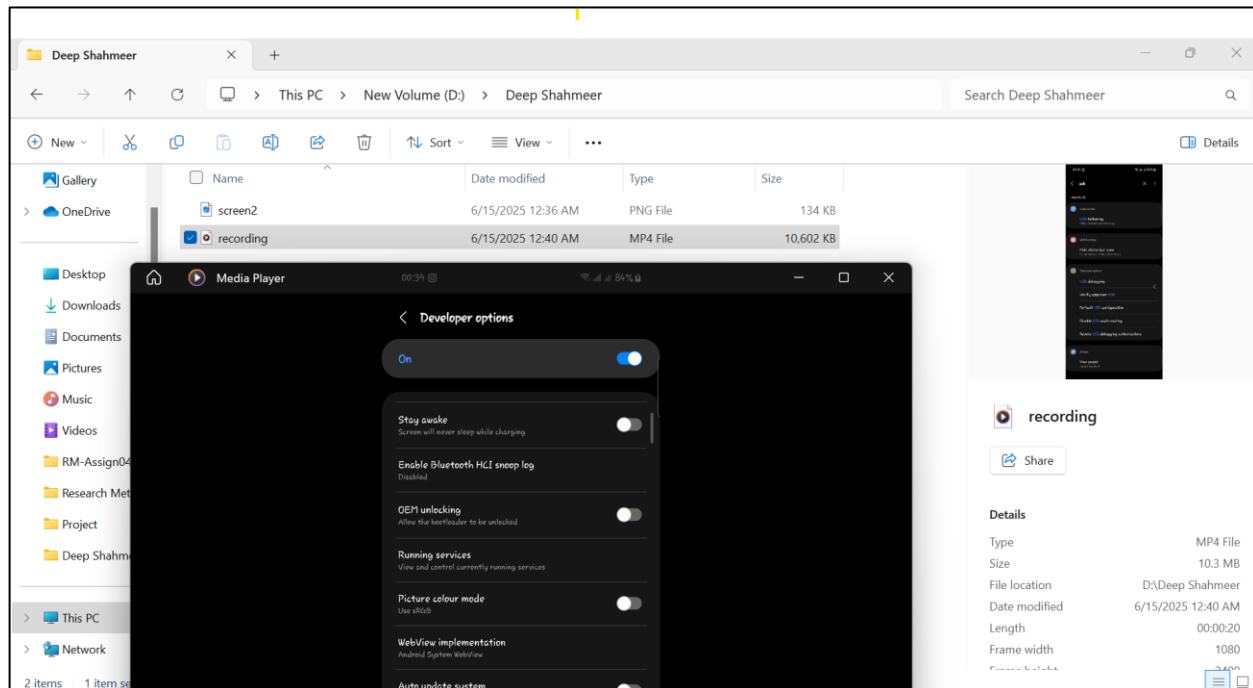 Deep Shahmeer
This PC > New Volume (D:) > Deep Shahmeer
Search Deep Shahmeer
New
Sort
View
Details
Gallery
OneDrive
Desktop
Downloads
Documents
Pictures
Music
Videos
RM-Assign04
Research Met
Project
Deep Shahm
This PC
Network
2 items 1 item se
Name Date modified Type Size
screen2 6/15/2025 12:36 AM PNG File 134 KB
recording 6/15/2025 12:40 AM MP4 File 10,602 KB
Media Player
00:39 84%
Developer options
On
Stay awake
Screen will never sleep while charging
Enable Bluetooth HCI snoop log
Disabled
OEM unlocking
Allow the bootloader to be unlocked
Running services
View and control currently running services
Picture colour mode
Use sRGB
WebView implementation
Android System WebView
Auto update system
recording
Share
Details
Type MP4 File
Size 10.3 MB
File location D:\Deep Shahmeer
Date modified 6/15/2025 12:40 AM
Length 00:00:20
Frame width 1080
Frame height 2400